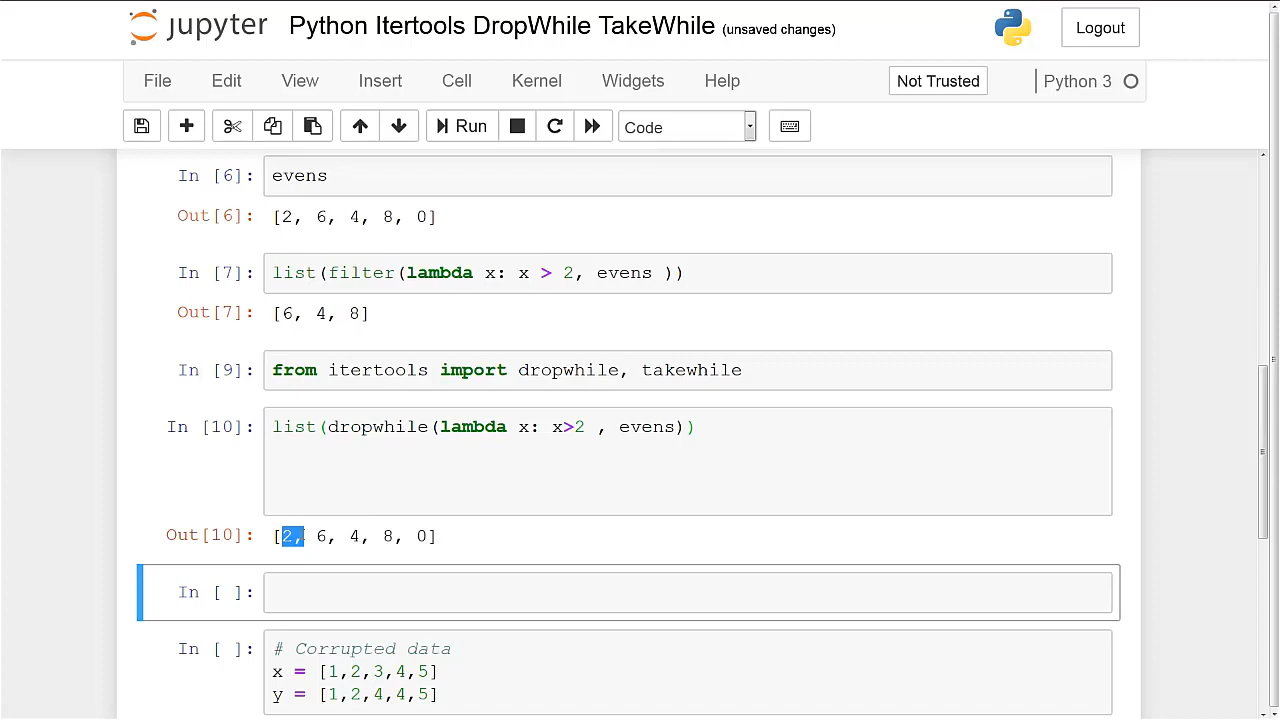 jupyter Python Itertools DropWhile TakeWhile (unsaved changes) Logout
File Edit View Insert Cell Kernel Widgets Help Not Trusted Python 3
Run Code
In [6]: evens
Out[6]: [2, 6, 4, 8, 0]
In [7]: list(filter(lambda x: x > 2, evens ))
Out[7]: [6, 4, 8]
In [9]: from itertools import dropwhile, takewhile
In [10]: list(dropwhile(lambda x: x>2 , evens))
Out[10]: [2, 6, 4, 8, 0]
In [ ]:
In [ ]: # Corrupted data
x = [1,2,3,4,5]
y = [1,2,4,4,5]